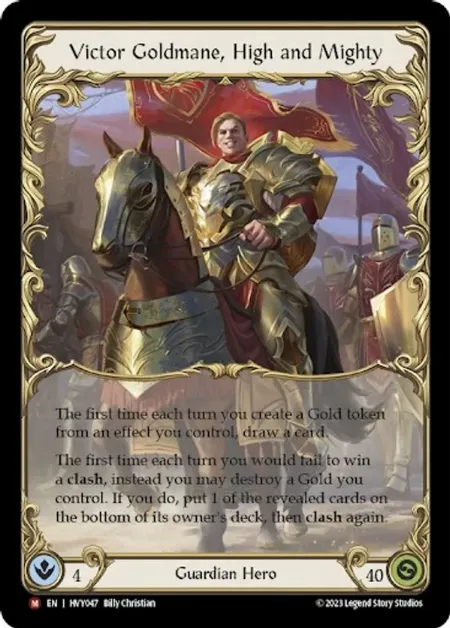 Victor Goldmane, High and Mighty
The first time each turn you create a Gold token
from an effect you control, draw a card.
The first time each turn you would fail to win
a clash, instead you may destroy a Gold you
control. If you do, put 1 of the revealed cards on
the bottom of its owner's deck, then clash again.
4
Guardian Hero
40
M EN | HVY047 Billy Christian
© 2023 Legend Story Studios